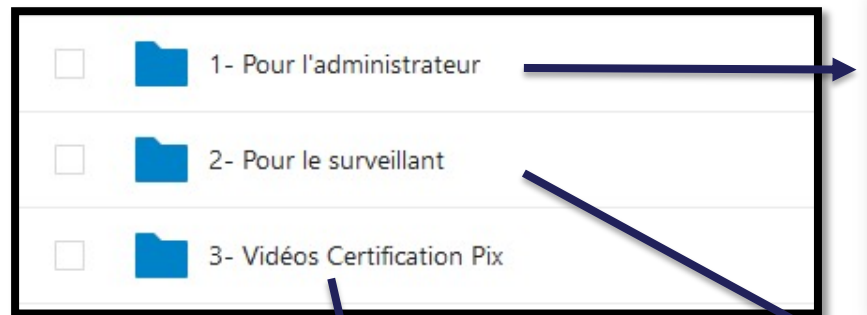 1- Pour l'administrateur
2- Pour le surveillant
3- Vidéos Certification Pix